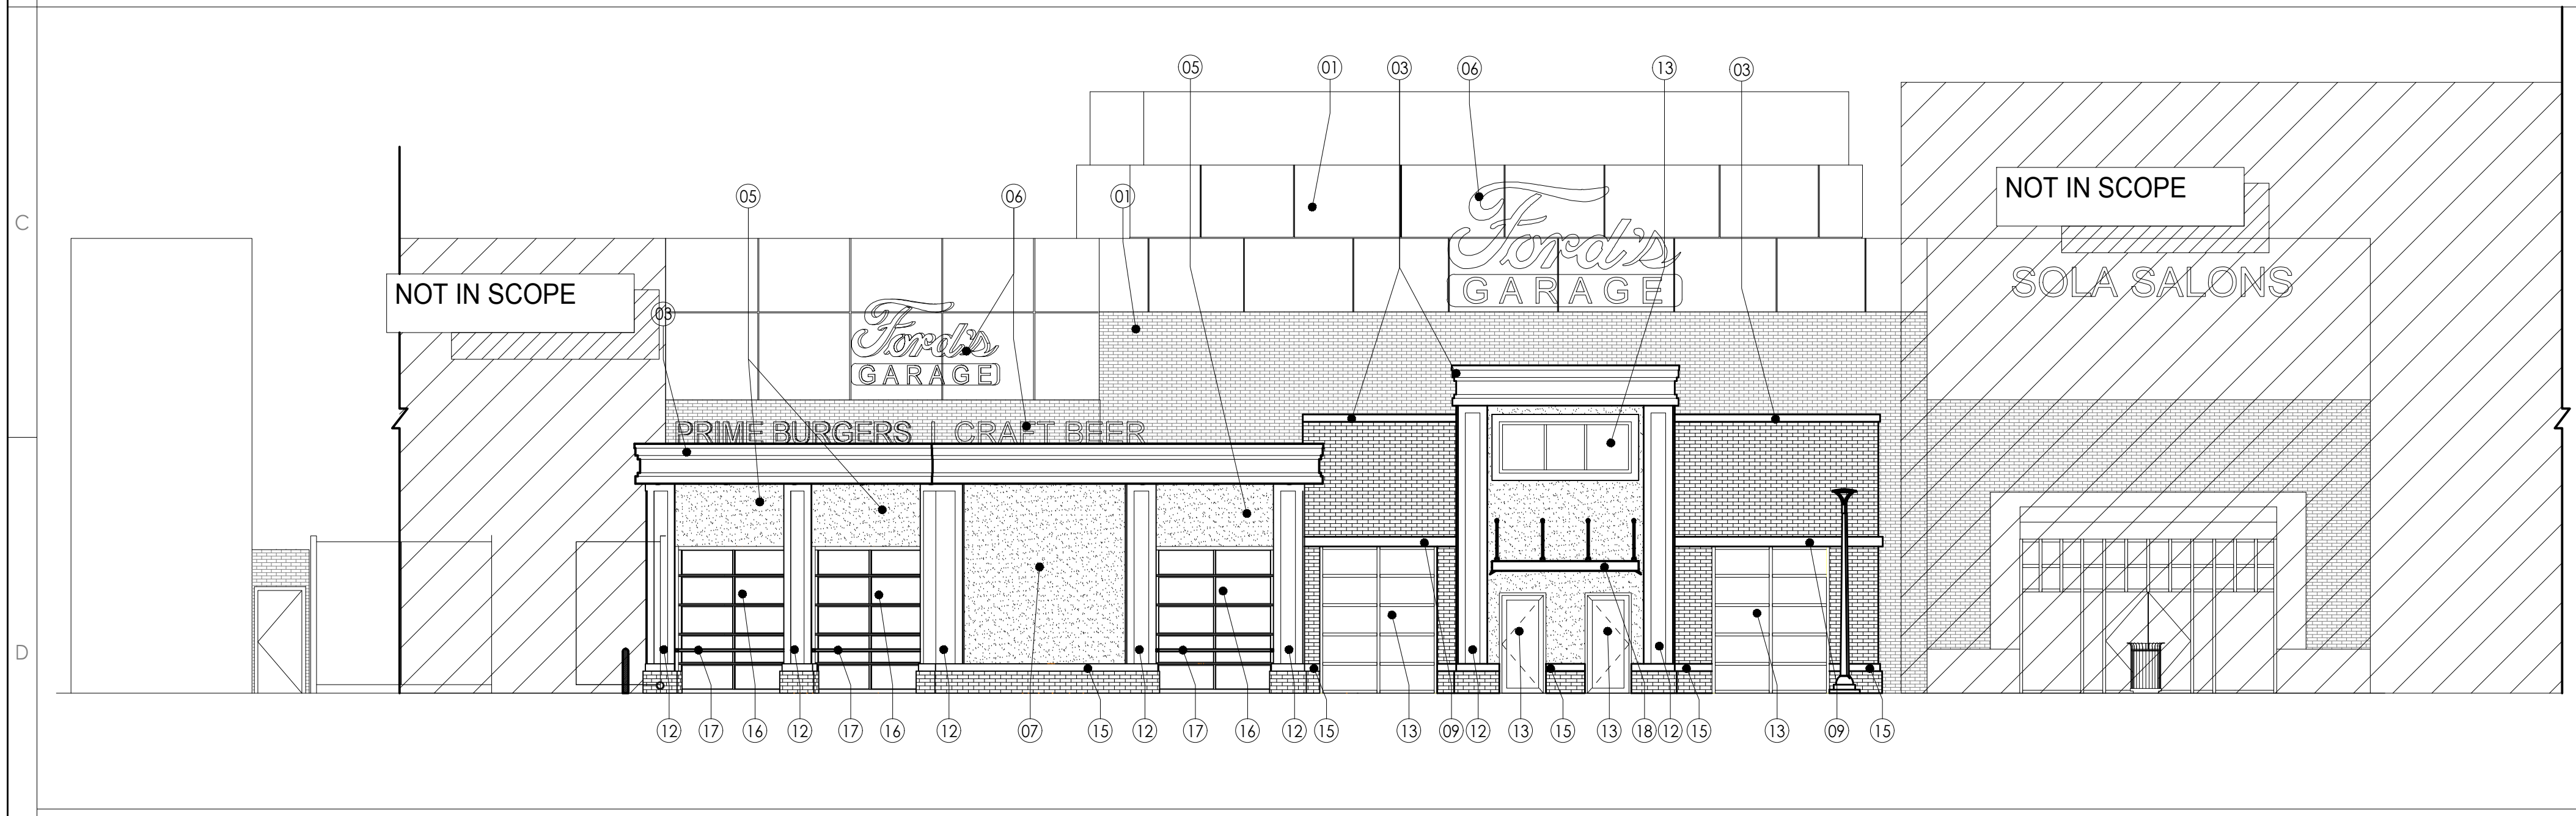 05 01 03 06 13 03
05 06 01
C
NOT IN SCOPE
NOT IN SCOPE
Ford's
GARAGE
SOLA SALONS
03
Ford's
GARAGE
PRIME BURGERS | CRAFT BEER
D
12 17 16 12 17 16 12 07 15 12 17 16 12 15 13 09 12 13 15 13 18 12 15 13 09 15